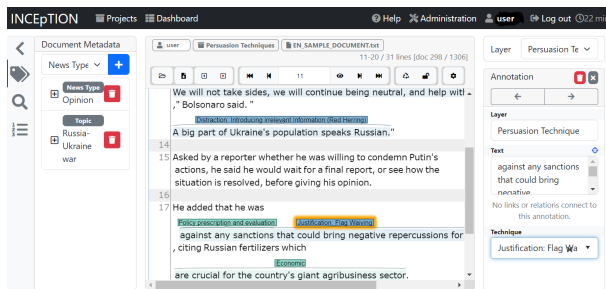 INCEpTION Projects Dashboard Help Administration user Log out 22 min
Document Metadata
News Type
News Type
Opinion
Topic
Russia-
Ukraine
war
user Persuasion Techniques EN_SAMPLE_DOCUMENT.txt
11-20 / 31 lines [doc 298 / 1306]
11
We will not take sides, we will continue being neutral, and help with
," Bolsonaro said. "
Distraction: Introducing irrelevant Information (Red Herring)
A big part of Ukraine's population speaks Russian."
14
15 Asked by a reporter whether he was willing to condemn Putin's
actions, he said he would wait for a final report, or see how the
situation is resolved, before giving his opinion.
16
17 He added that he was
Policy prescription and evaluation Justification: Flag Waiving
against any sanctions that could bring negative repercussions for
, citing Russian fertilizers which
Economic
are crucial for the country's giant agribusiness sector.
Layer Persuasion Te
Annotation
Layer
Persuasion Technique
Text
against any sanctions
that could bring
negative
No links or relations connect to
this annotation.
Technique
Justification: Flag Wa